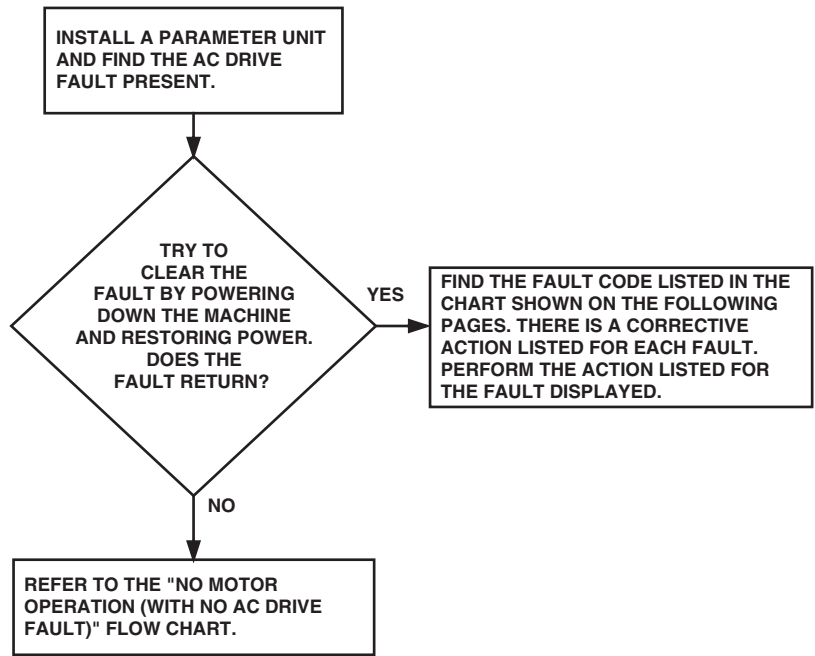 INSTALL A PARAMETER UNIT
AND FIND THE AC DRIVE
FAULT PRESENT.
TRY TO
CLEAR THE
FAULT BY POWERING
DOWN THE MACHINE
AND RESTORING POWER.
DOES THE
FAULT RETURN?
YES
FIND THE FAULT CODE LISTED IN THE
CHART SHOWN ON THE FOLLOWING
PAGES. THERE IS A CORRECTIVE
ACTION LISTED FOR EACH FAULT.
PERFORM THE ACTION LISTED FOR
THE FAULT DISPLAYED.
NO
REFER TO THE "NO MOTOR
OPERATION (WITH NO AC DRIVE
FAULT)" FLOW CHART.